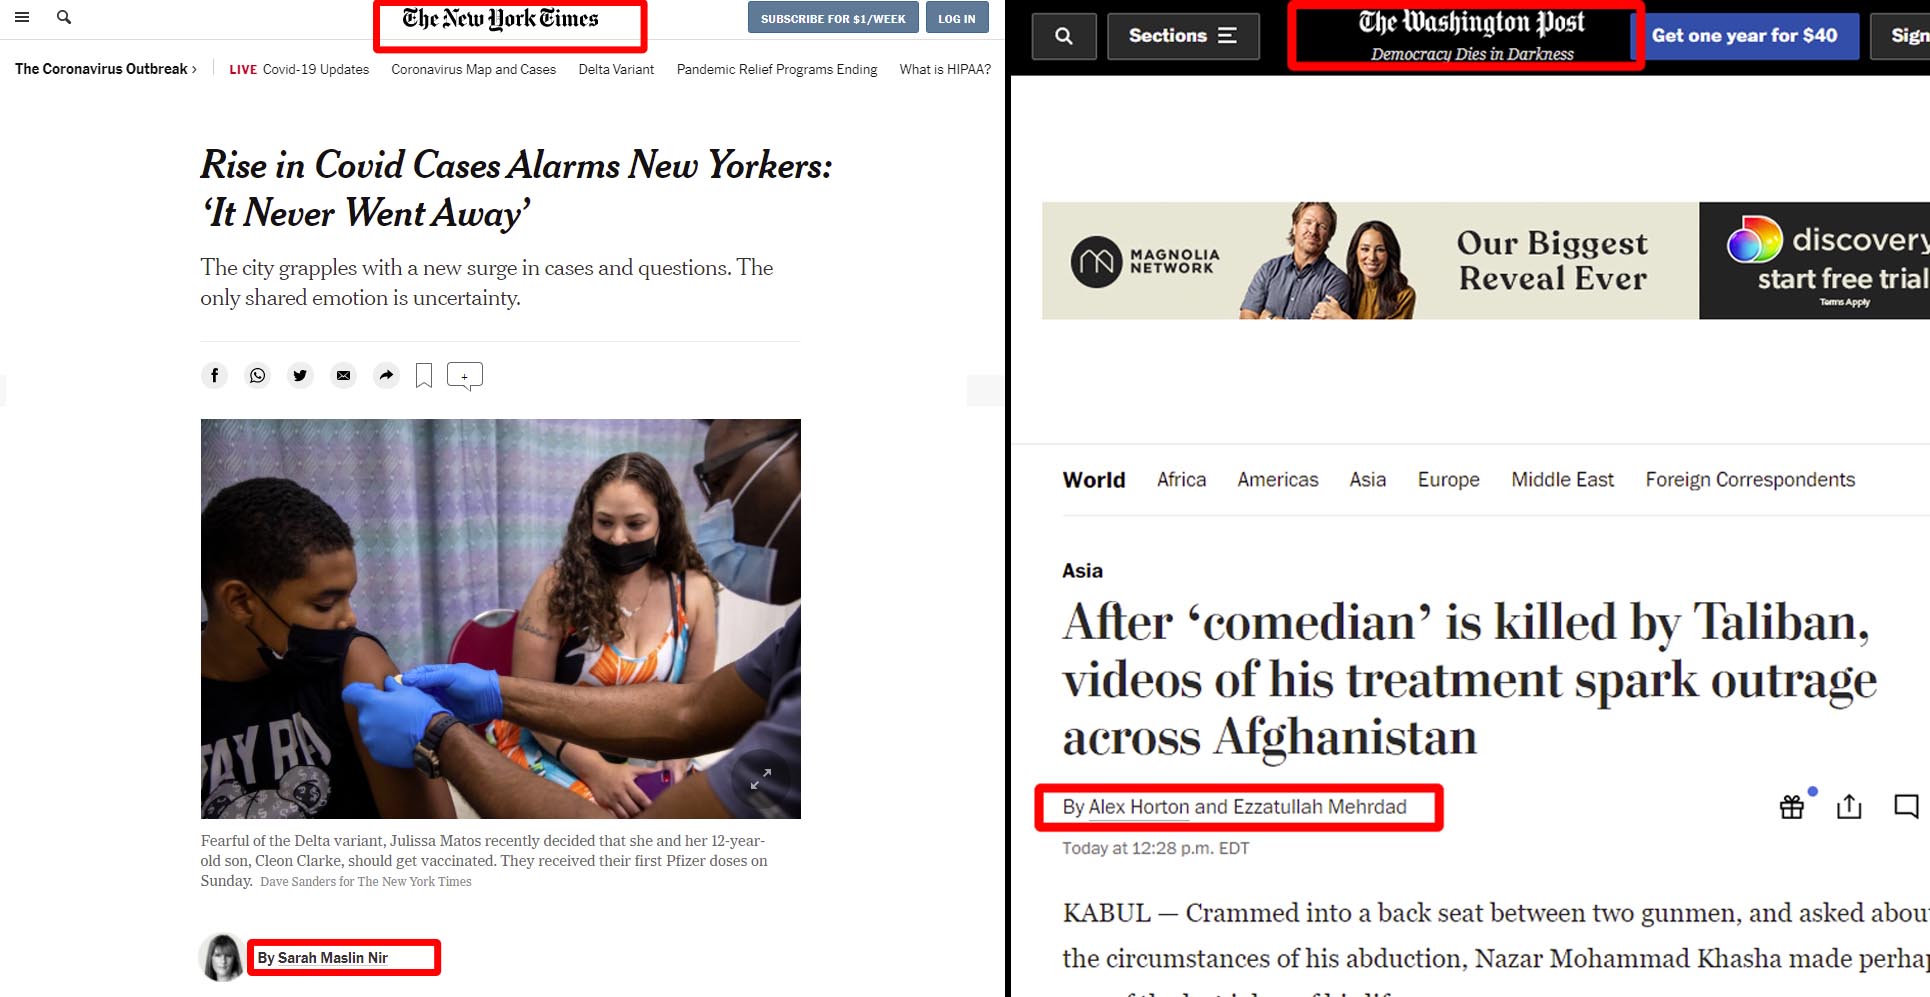 The New York Times
SUBSCRIBE FOR $1/WEEK
LOG IN
The Coronavirus Outbreak ›
LIVE Covid-19 Updates
Coronavirus Map and Cases
Delta Variant
Pandemic Relief Programs Ending
What is HIPAA?
Rise in Covid Cases Alarms New Yorkers:
‘It Never Went Away’
The city grapples with a new surge in cases and questions. The
only shared emotion is uncertainty.
Fearful of the Delta variant, Julissa Matos recently decided that she and her 12-year-
old son, Cleon Clarke, should get vaccinated. They received their first Pfizer doses on
Sunday. Dave Sanders for The New York Times
By Sarah Maslin Nir
Sections
The Washington Post
Democracy Dies in Darkness
Get one year for $40
Sign
MAGNOLIA
NETWORK
Our Biggest
Reveal Ever
discovery
start free trial
Terms Apply
World
Africa
Americas
Asia
Europe
Middle East
Foreign Correspondents
Asia
After ‘comedian’ is killed by Taliban,
videos of his treatment spark outrage
across Afghanistan
By Alex Horton and Ezzatullah Mehrdad
Today at 12:28 p.m. EDT
KABUL — Crammed into a back seat between two gunmen, and asked about
the circumstances of his abduction, Nazar Mohammad Khasha made perhap